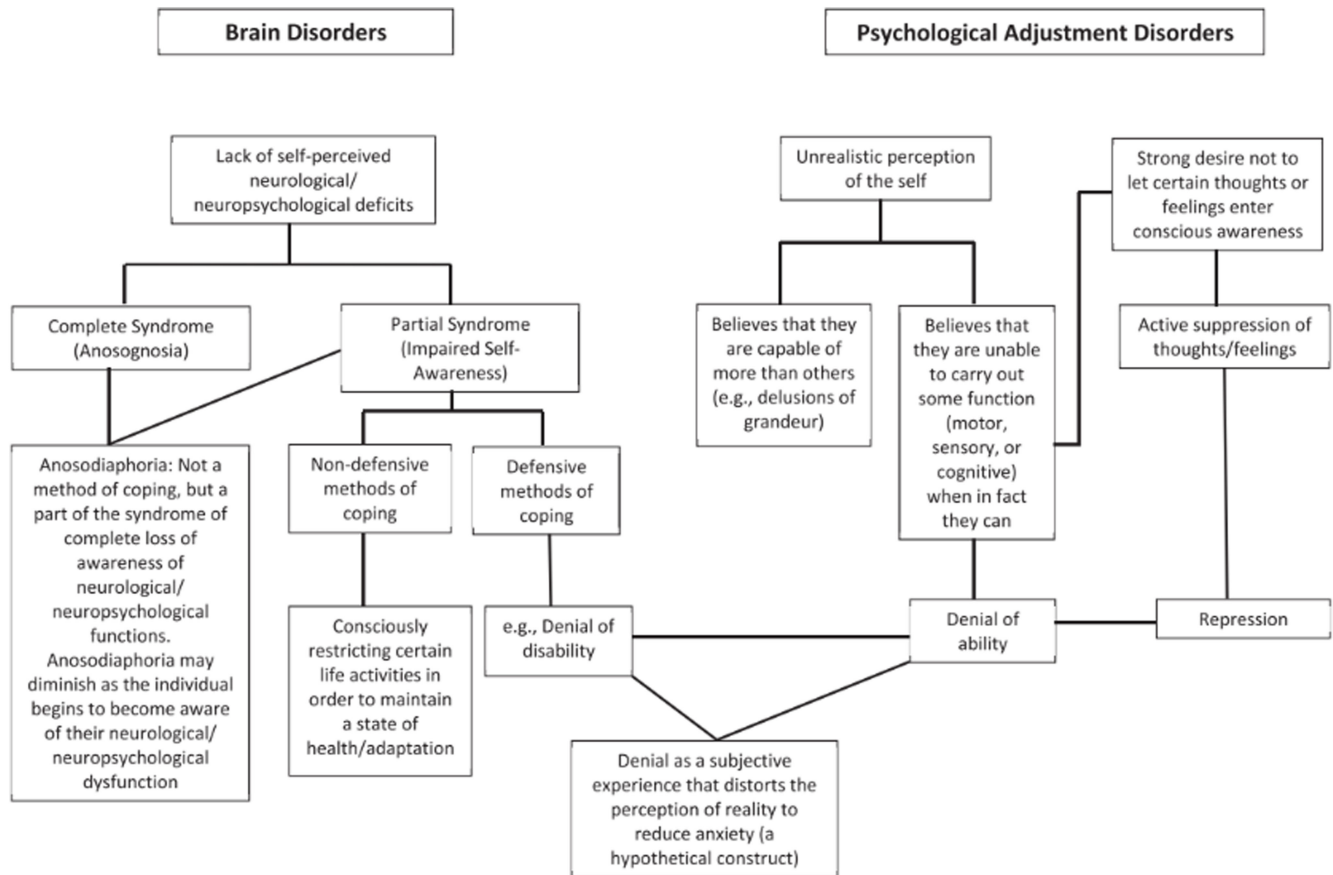 Brain Disorders
Psychological Adjustment Disorders
Lack of self-perceived
neurological/
neuropsychological deficits
Unrealistic perception
of the self
Strong desire not to
let certain thoughts or
feelings enter
conscious awareness
Complete Syndrome
(Anosognosia)
Partial Syndrome
(Impaired Self-
Awareness)
Believes that they
are capable of
more than others
(e.g., delusions of
grandeur)
Believes that
they are unable
to carry out
some function
(motor,
sensory, or
cognitive)
when in fact
they can
Active suppression of
thoughts/feelings
Anosodiaphoria: Not a
method of coping, but a
part of the syndrome of
complete loss of
awareness of
neurological/
neuropsychological
functions.
Anosodiaphoria may
diminish as the individual
begins to become aware
of their neurological/
neuropsychological
dysfunction
Non-defensive
methods of
coping
Defensive
methods of
coping
Consciously
restricting certain
life activities in
order to maintain
a state of
health/adaptation
e.g., Denial of
disability
Denial of
ability
Repression
Denial as a subjective
experience that distorts the
perception of reality to
reduce anxiety (a
hypothetical construct)